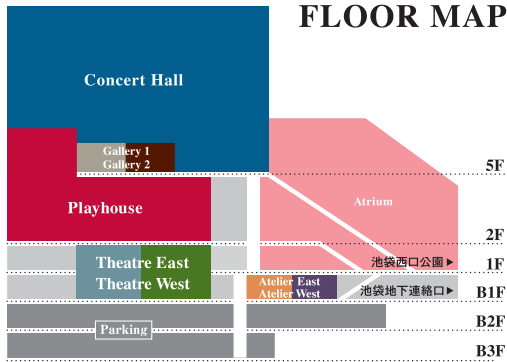 FLOOR MAP
Concert Hall
Gallery 1
Gallery 2
5F
Playhouse
Atrium
2F
Theatre East
Theatre West
池袋西口公園▶
1F
Atelier East
Atelier West
池袋地下連絡口▶
B1F
B2F
Parking
B3F